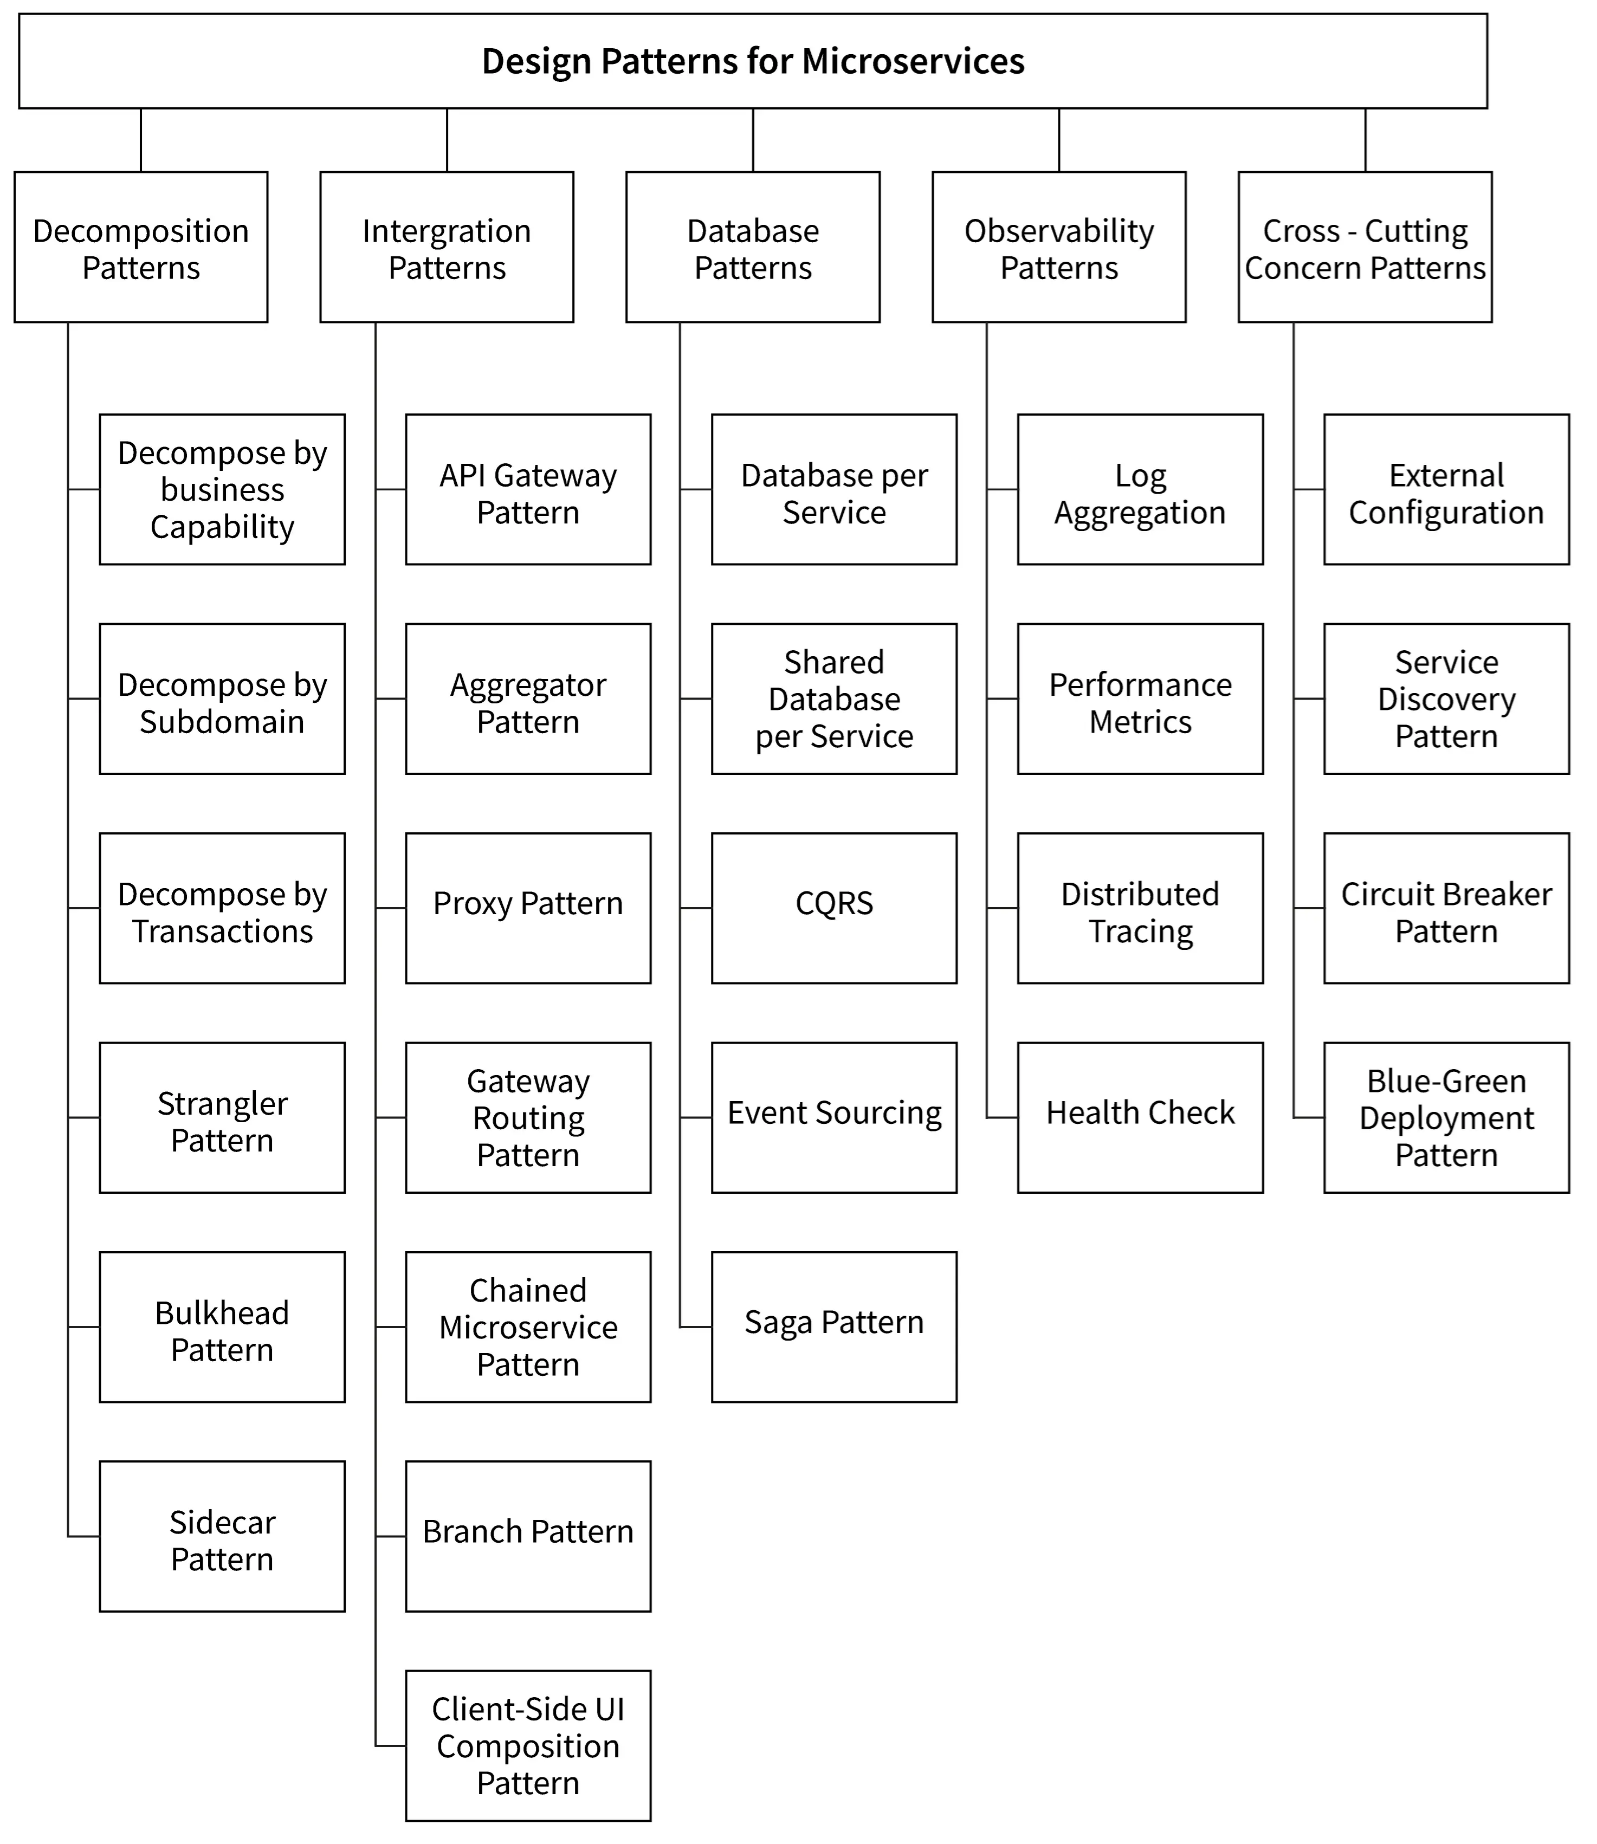 Design Patterns for Microservices
Decomposition
Patterns
Intergration
Patterns
Database
Patterns
Observability
Patterns
Cross - Cutting
Concern Patterns
Decompose by
business
Capability
Decompose by
Subdomain
Decompose by
Transactions
Strangler
Pattern
Bulkhead
Pattern
Sidecar
Pattern
API Gateway
Pattern
Aggregator
Pattern
Proxy Pattern
Gateway
Routing
Pattern
Chained
Microservice
Pattern
Branch Pattern
Client-Side UI
Composition
Pattern
Database per
Service
Shared
Database
per Service
CQRS
Event Sourcing
Saga Pattern
Log
Aggregation
Performance
Metrics
Distributed
Tracing
Health Check
External
Configuration
Service
Discovery
Pattern
Circuit Breaker
Pattern
Blue-Green
Deployment
Pattern